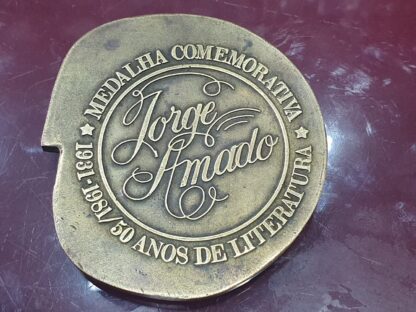 ★ MEDALHA COMEMORATIVA ★
1931-1981/50 ANOS DE LITERATURA
Jorge
Amado